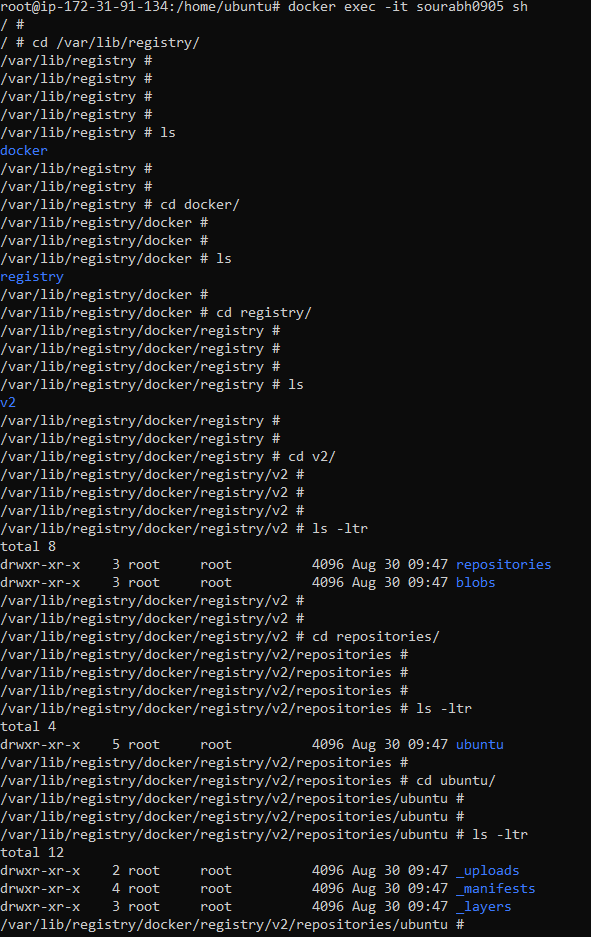 root@ip-172-31-91-134:/home/ubuntu# docker exec -it sourabh0905 sh
/ #
/ # cd /var/lib/registry/
/var/lib/registry #
/var/lib/registry #
/var/lib/registry #
/var/lib/registry #
/var/lib/registry # ls
docker
/var/lib/registry #
/var/lib/registry #
/var/lib/registry # cd docker/
/var/lib/registry/docker #
/var/lib/registry/docker #
/var/lib/registry/docker # ls
registry
/var/lib/registry/docker #
/var/lib/registry/docker # cd registry/
/var/lib/registry/docker/registry #
/var/lib/registry/docker/registry #
/var/lib/registry/docker/registry #
/var/lib/registry/docker/registry # ls
v2
/var/lib/registry/docker/registry #
/var/lib/registry/docker/registry #
/var/lib/registry/docker/registry # cd v2/
/var/lib/registry/docker/registry/v2 #
/var/lib/registry/docker/registry/v2 #
/var/lib/registry/docker/registry/v2 #
/var/lib/registry/docker/registry/v2 # ls -ltr
total 8
drwxr-xr-x    3 root     root          4096 Aug 30 09:47 repositories
drwxr-xr-x    3 root     root          4096 Aug 30 09:47 blobs
/var/lib/registry/docker/registry/v2 #
/var/lib/registry/docker/registry/v2 #
/var/lib/registry/docker/registry/v2 # cd repositories/
/var/lib/registry/docker/registry/v2/repositories #
/var/lib/registry/docker/registry/v2/repositories #
/var/lib/registry/docker/registry/v2/repositories #
/var/lib/registry/docker/registry/v2/repositories # ls -ltr
total 4
drwxr-xr-x    5 root     root          4096 Aug 30 09:47 ubuntu
/var/lib/registry/docker/registry/v2/repositories #
/var/lib/registry/docker/registry/v2/repositories # cd ubuntu/
/var/lib/registry/docker/registry/v2/repositories/ubuntu #
/var/lib/registry/docker/registry/v2/repositories/ubuntu #
/var/lib/registry/docker/registry/v2/repositories/ubuntu # ls -ltr
total 12
drwxr-xr-x    2 root     root          4096 Aug 30 09:47 _uploads
drwxr-xr-x    4 root     root          4096 Aug 30 09:47 _manifests
drwxr-xr-x    3 root     root          4096 Aug 30 09:47 _layers
/var/lib/registry/docker/registry/v2/repositories/ubuntu #